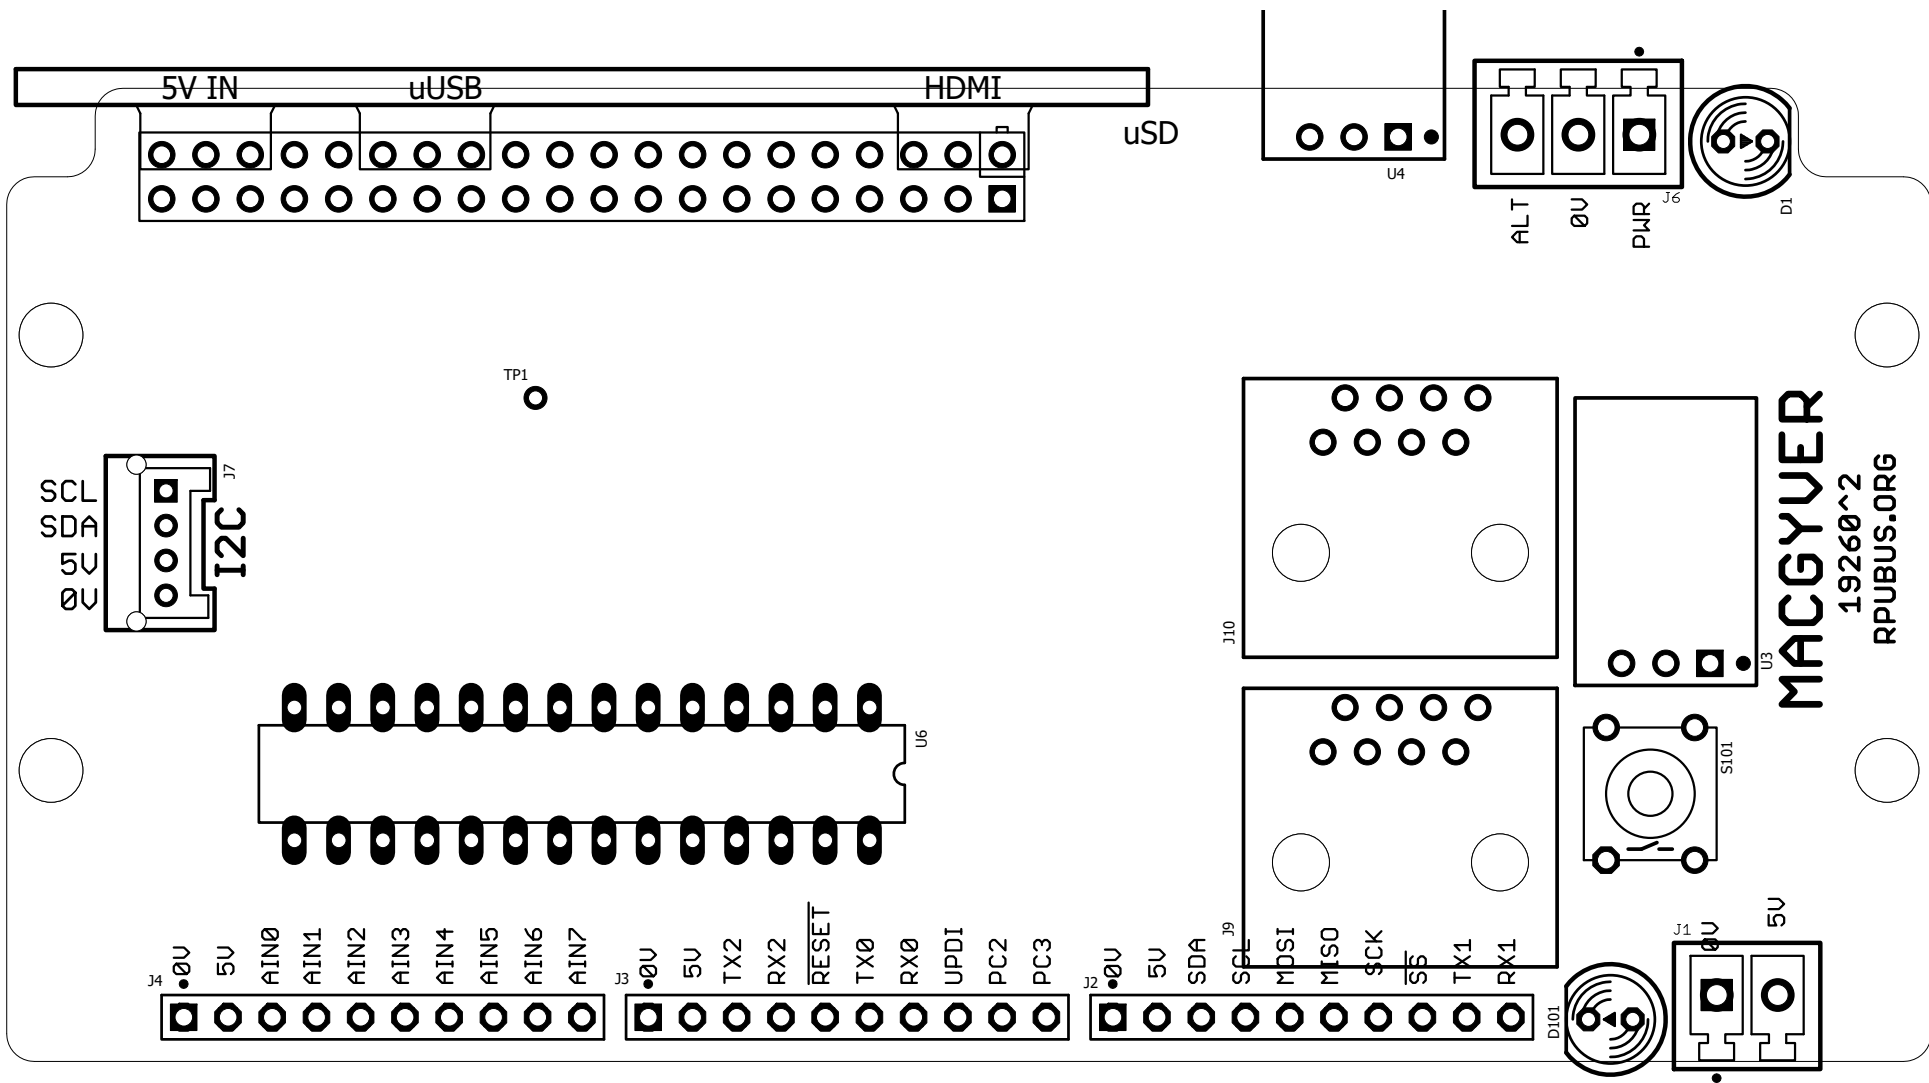 5V IN
uUSB
HDMI
uSD
U4
J6
D1
ALT
0V
PWR
TP1
J7
SCL
SDA
5V
0V
I2C
J10
U3
MACGYVER
19260^2
RPUBUS.ORG
U6
S101
J9
J4
0V
5V
AIN0
AIN1
AIN2
AIN3
AIN4
AIN5
AIN6
AIN7
J3
0V
5V
TX2
RX2
RESET
TX0
RX0
UPDI
PC2
PC3
J2
0V
5V
SDA
SCL
MOSI
MISO
SCK
SS
TX1
RX1
D101
J1
0V
5V